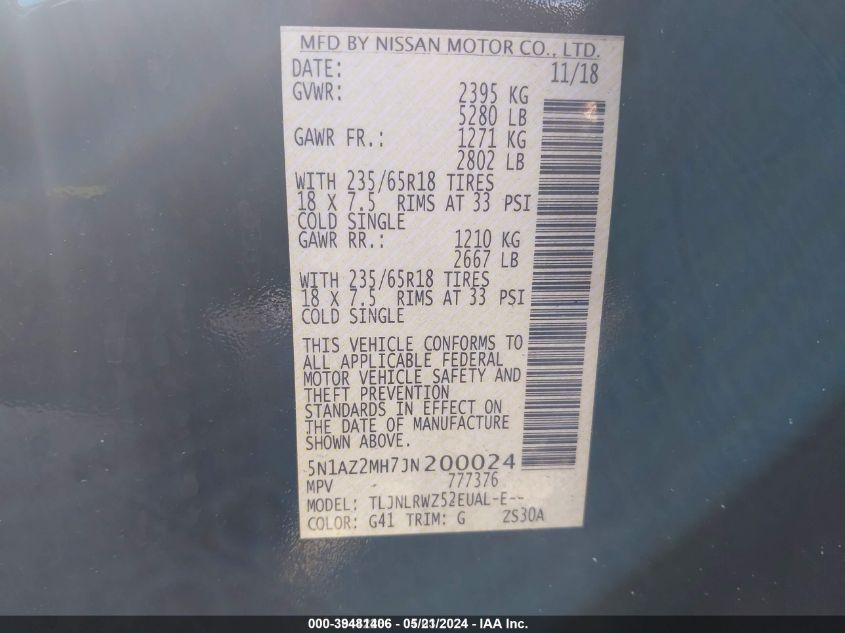 MFD BY NISSAN MOTOR CO., LTD.
DATE: 11/18
GVWR: 2395 KG
5280 LB
GAWR FR.: 1271 KG
2802 LB
WITH 235/65R18 TIRES
18 X 7.5 RIMS AT 33 PSI
COLD SINGLE
GAWR RR.: 1210 KG
2667 LB
WITH 235/65R18 TIRES
18 X 7.5 RIMS AT 33 PSI
COLD SINGLE
THIS VEHICLE CONFORMS TO
ALL APPLICABLE FEDERAL
MOTOR VEHICLE SAFETY AND
THEFT PREVENTION
STANDARDS IN EFFECT ON
THE DATE OF MANUFACTURE
SHOWN ABOVE.
5N1AZ2MH7JN200024
MPV 777376
MODEL: TLJNLRWZ52EUAL-E--
COLOR: G41 TRIM: G ZS30A
000-39481406 - 05/21/2024 - IAA Inc.